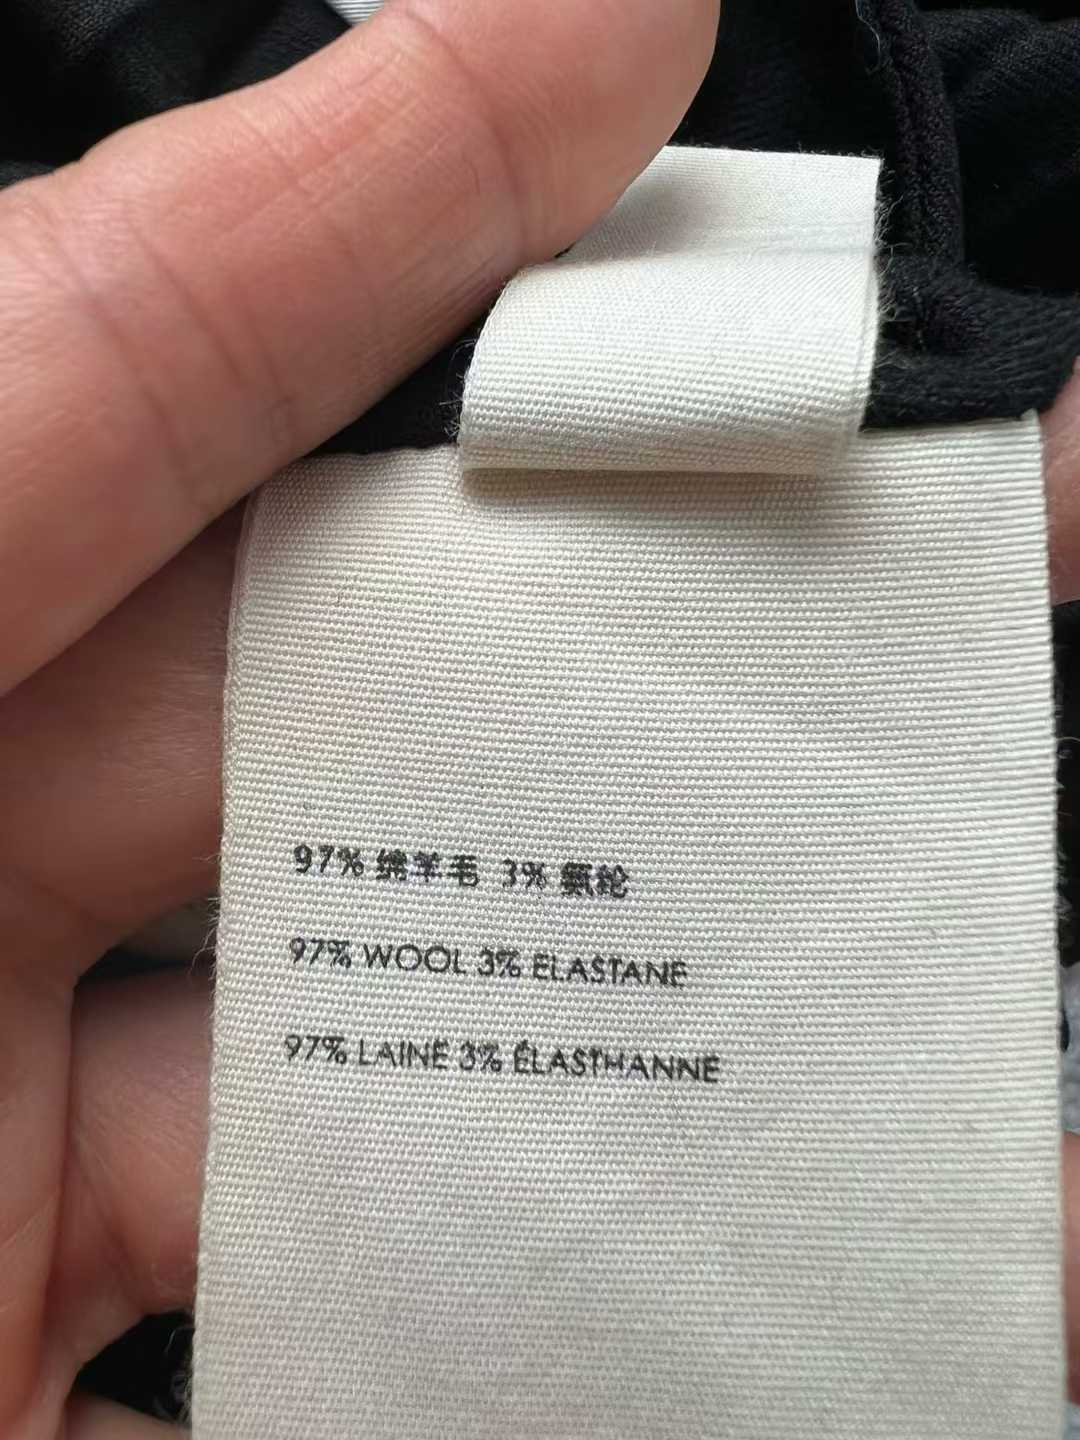 97% 绵羊毛 3% 氨纶
97% WOOL 3% ELASTANE
97% LAINE 3% ÉLASTHANNE